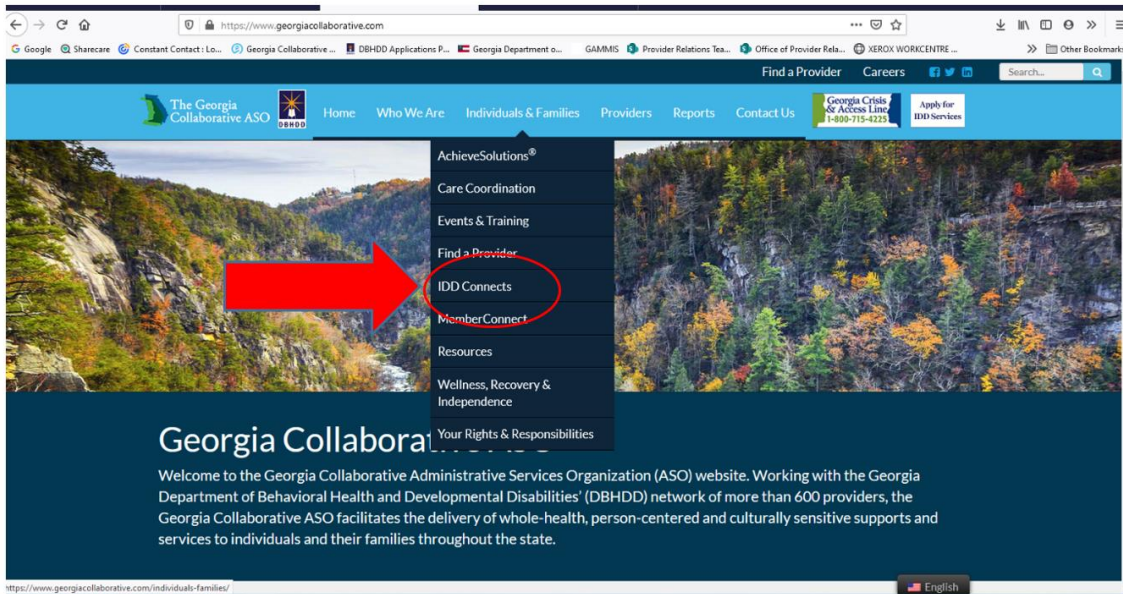 https://www.georgiacollaborative.com
Google
Sharecare
Constant Contact : Lo...
Georgia Collaborative ...
DBHDD Applications P...
Georgia Department o...
GAMMIS
Provider Relations Tea...
Office of Provider Rela...
XEROX WORKCENTRE ...
Other Bookmarks
Find a Provider Careers
Search...
The Georgia
Collaborative ASO
DBHDD
Home Who We Are Individuals & Families Providers Reports Contact Us
Georgia Crisis
& Access Line
1-800-715-4225
Apply for
IDD Services
AchieveSolutions®
Care Coordination
Events & Training
Find a Provider
IDD Connects
MemberConnect
Resources
Wellness, Recovery &
Independence
Your Rights & Responsibilities
Georgia Collabora
Welcome to the Georgia Collaborative Administrative Services Organization (ASO) website. Working with the Georgia
Department of Behavioral Health and Developmental Disabilities' (DBHDD) network of more than 600 providers, the
Georgia Collaborative ASO facilitates the delivery of whole-health, person-centered and culturally sensitive supports and
services to individuals and their families throughout the state.
https://www.georgiacollaborative.com/individuals-families/
English